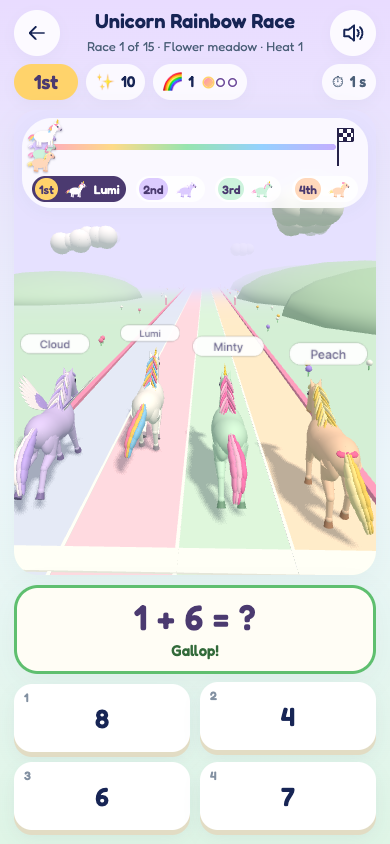 Unicorn Rainbow Race
Race 1 of 15 · Flower meadow · Heat 1
1st
10
1
1 s
1st Lumi 2nd 3rd 4th
Cloud
Lumi
Minty
Peach
1 + 6 = ?
Gallop!
1
8
2
4
3
6
4
7